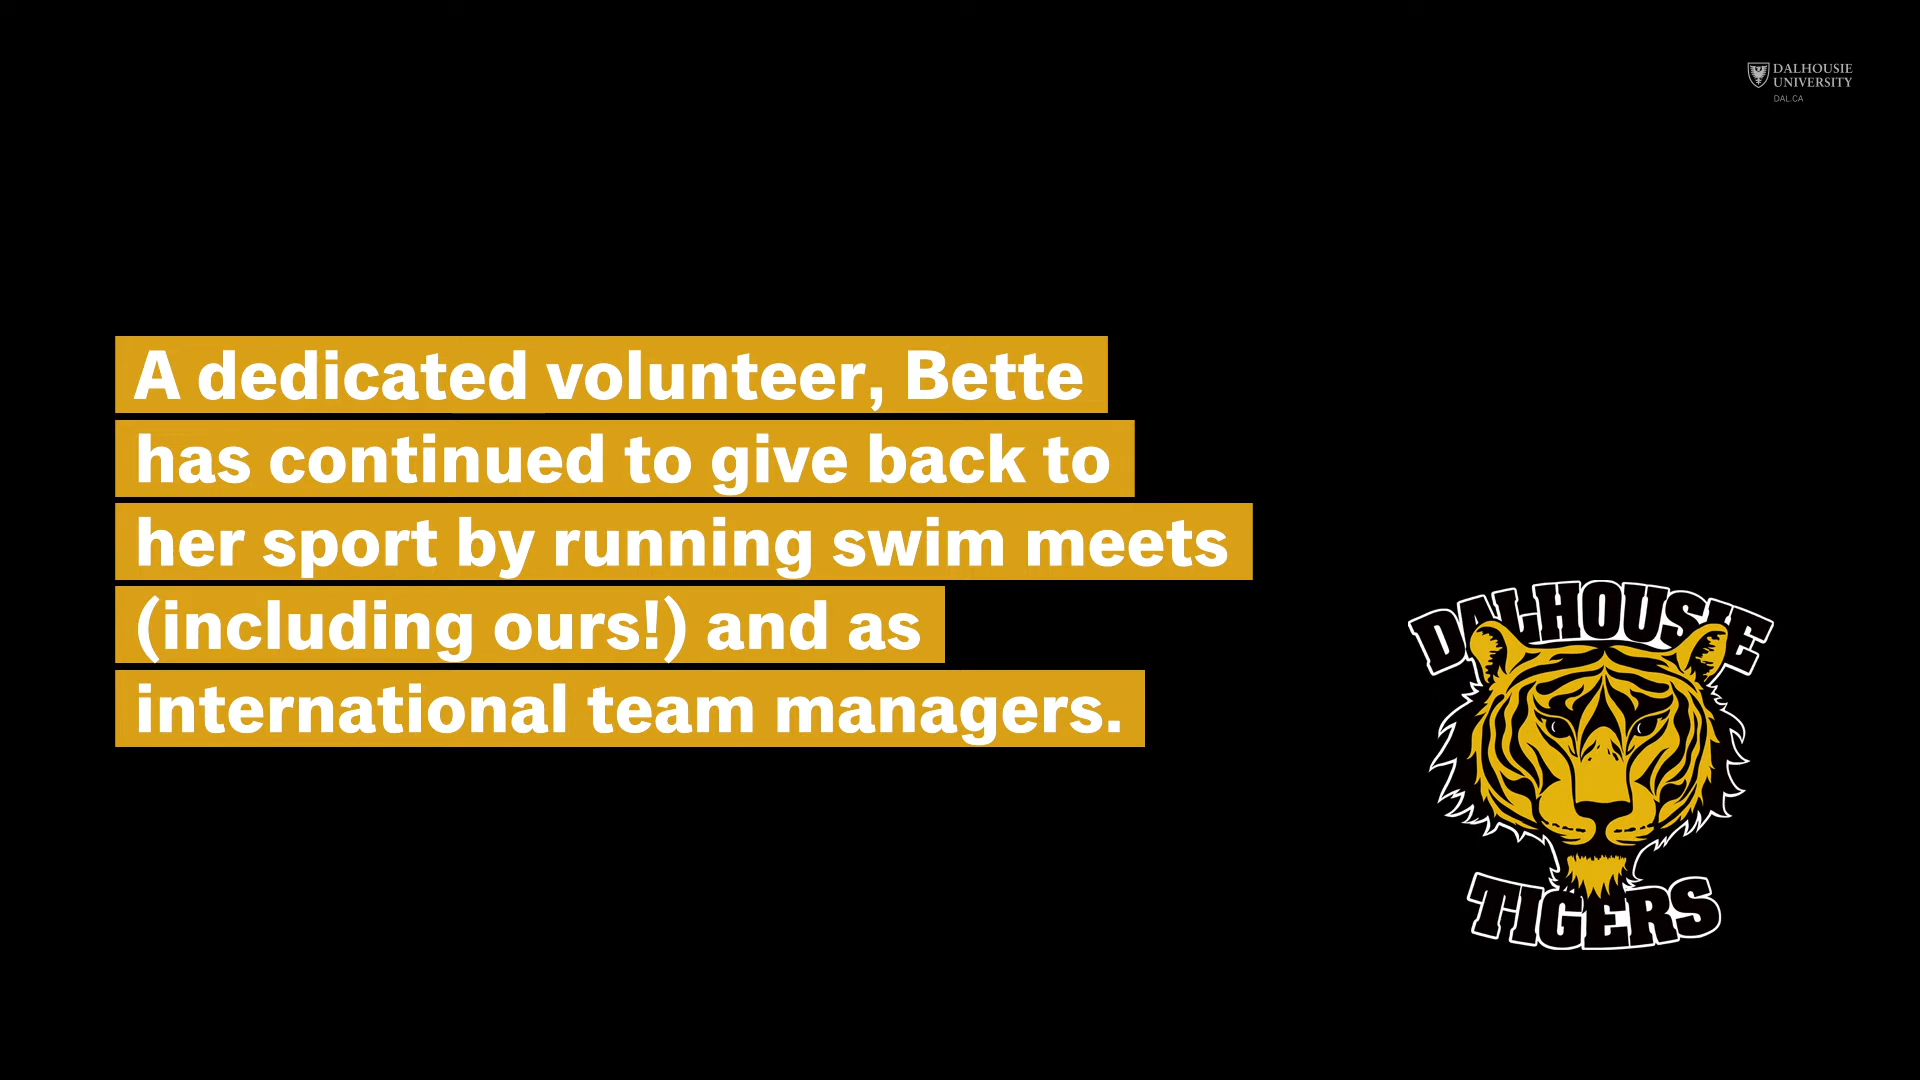 DALHOUSIE
UNIVERSITY
DAL.CA
A dedicated volunteer, Bette
has continued to give back to
her sport by running swim meets
(including ours!) and as
international team managers.
DALHOUSIE
TIGERS